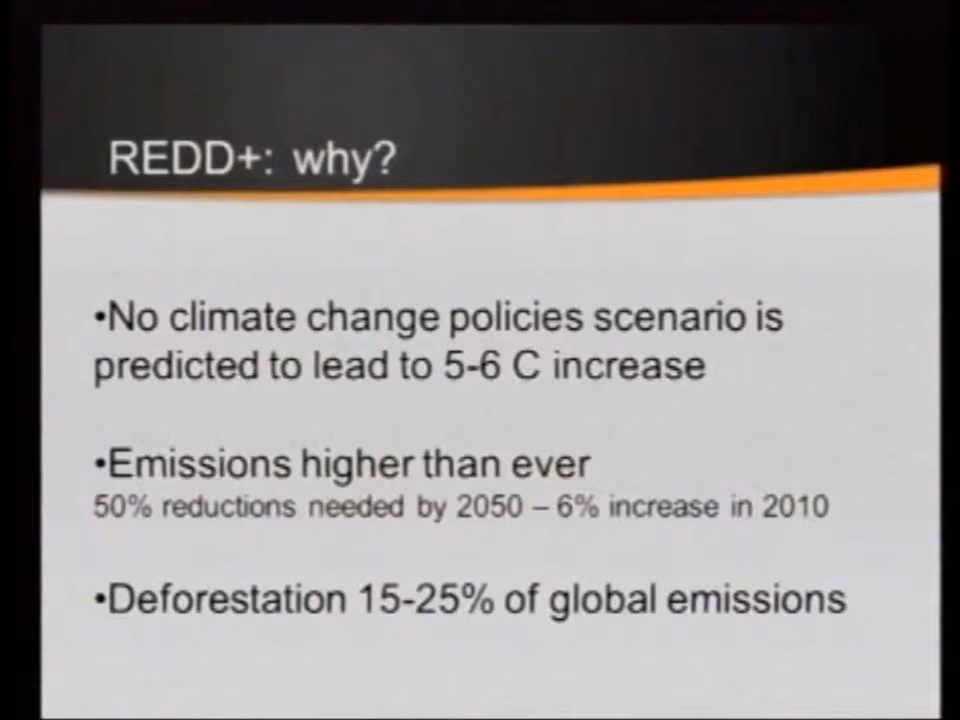 REDD+: why?
•No climate change policies scenario is
predicted to lead to 5-6 C increase
•Emissions higher than ever
50% reductions needed by 2050 – 6% increase in 2010
•Deforestation 15-25% of global emissions